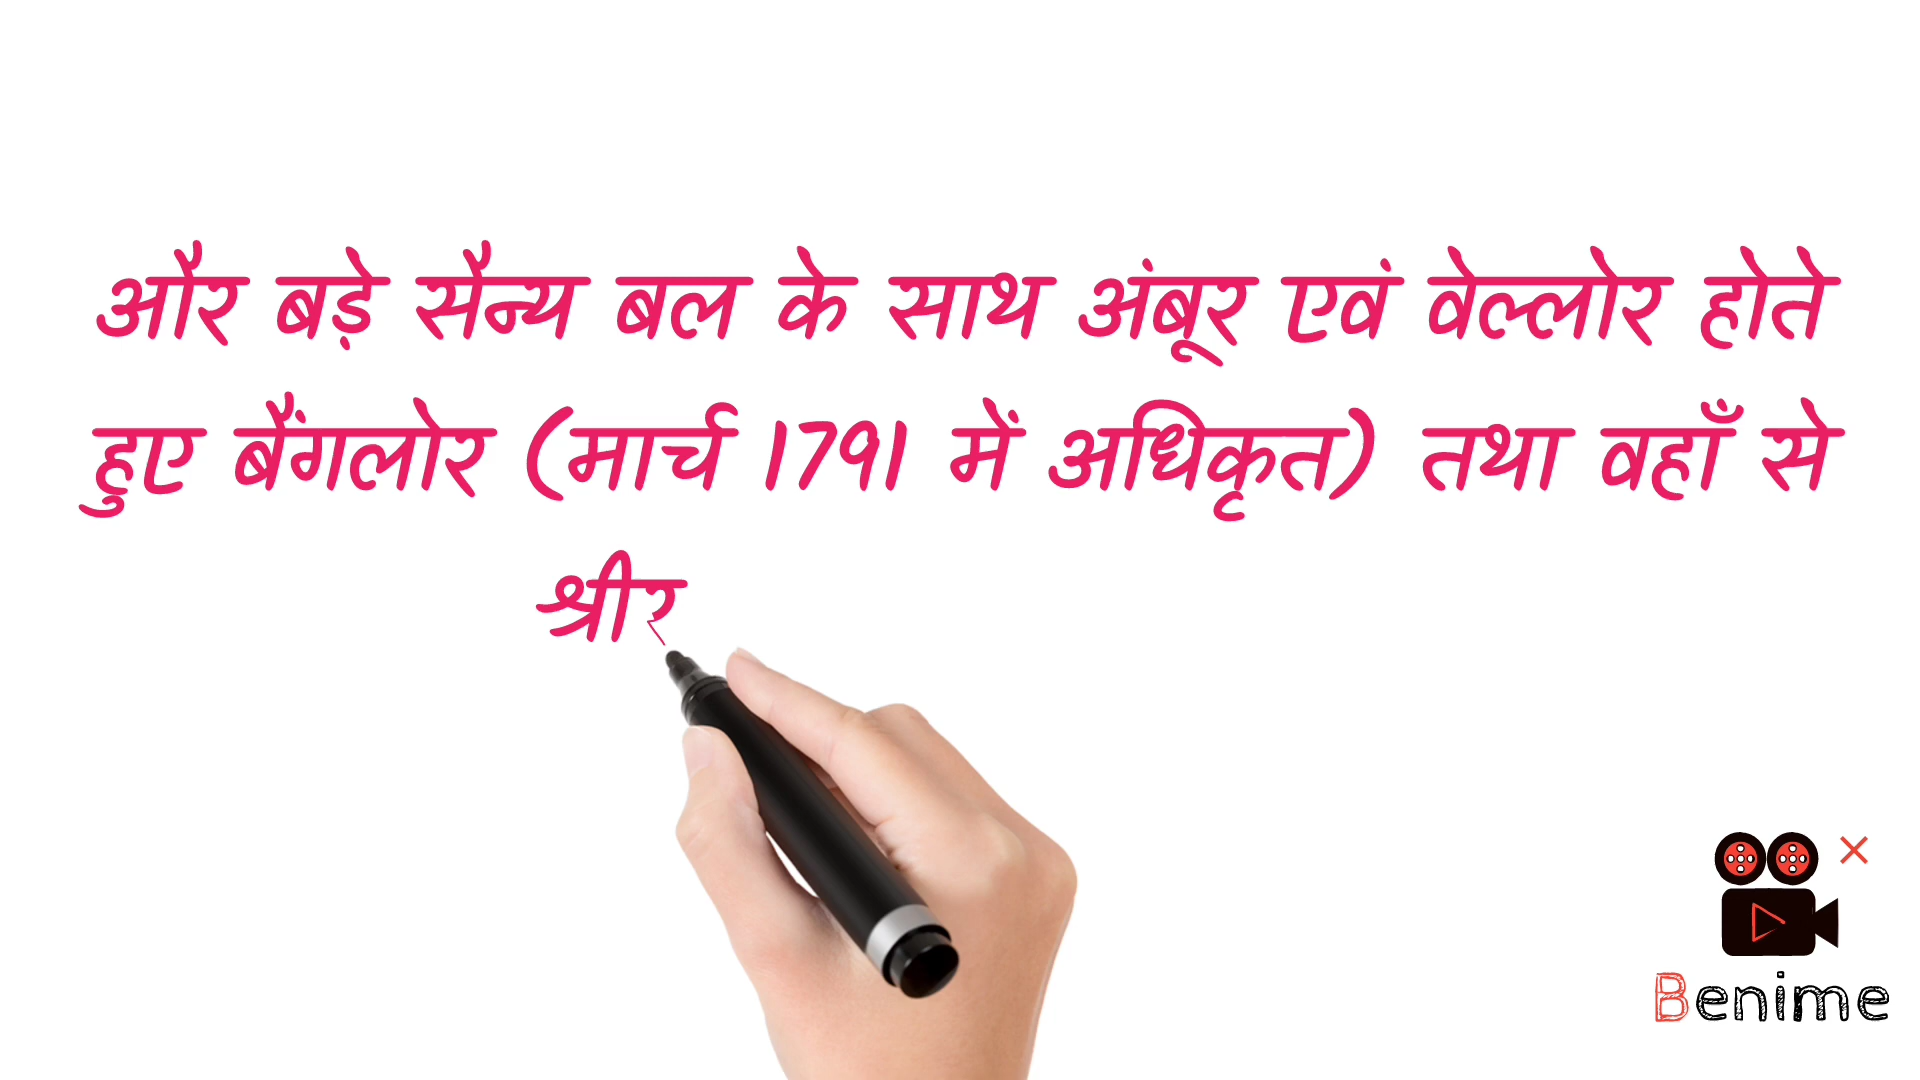 और बड़े सैन्य बल के साथ अंबूर एवं वेल्लोर होते
हुए बैंगलोर (मार्च 1791 में अधिकृत) तथा वहाँ से
श्रीर
Benime